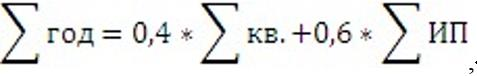 ∑ год = 0,4 * ∑ кв. +0,6 * ∑ ИП ,